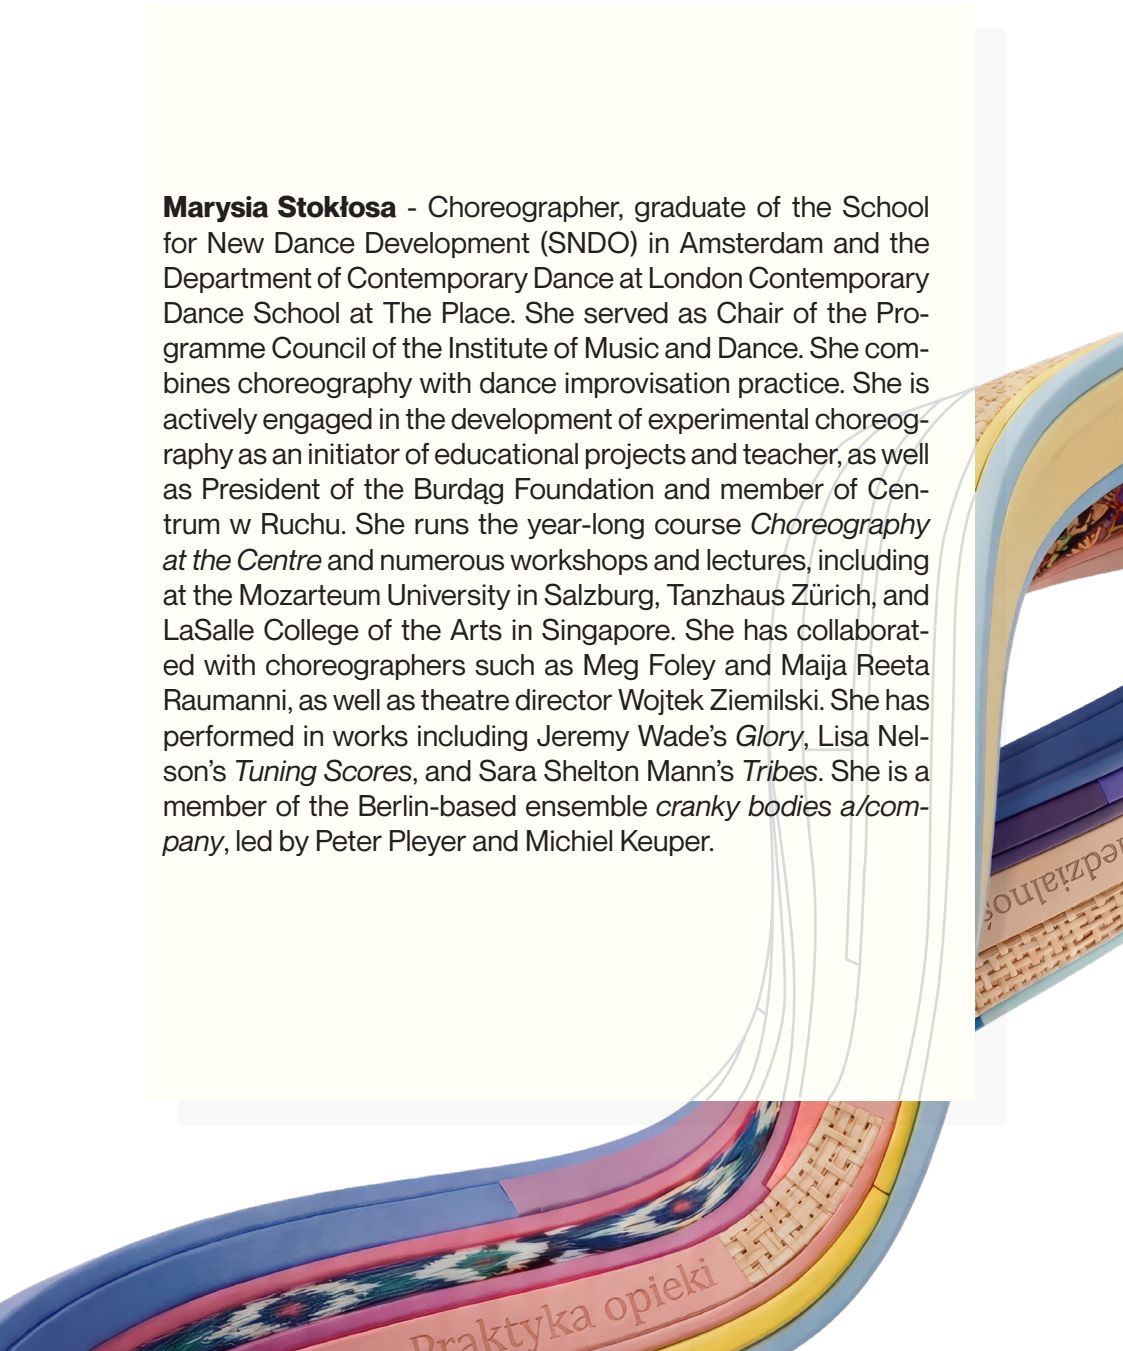 Marysia Stokłosa - Choreographer, graduate of the School
for New Dance Development (SNDO) in Amsterdam and the
Department of Contemporary Dance at London Contemporary
Dance School at The Place. She served as Chair of the Pro-
gramme Council of the Institute of Music and Dance. She com-
bines choreography with dance improvisation practice. She is
actively engaged in the development of experimental choreog-
raphy as an initiator of educational projects and teacher, as well
as President of the Burdąg Foundation and member of Cen-
trum w Ruchu. She runs the year-long course Choreography
at the Centre and numerous workshops and lectures, including
at the Mozarteum University in Salzburg, Tanzhaus Zürich, and
LaSalle College of the Arts in Singapore. She has collaborat-
ed with choreographers such as Meg Foley and Maija Reeta
Raumanni, as well as theatre director Wojtek Ziemilski. She has
performed in works including Jeremy Wade’s Glory, Lisa Nel-
son’s Tuning Scores, and Sara Shelton Mann’s Tribes. She is a
member of the Berlin-based ensemble cranky bodies a/com-
pany, led by Peter Pleyer and Michiel Keuper.
Praktyka opieki